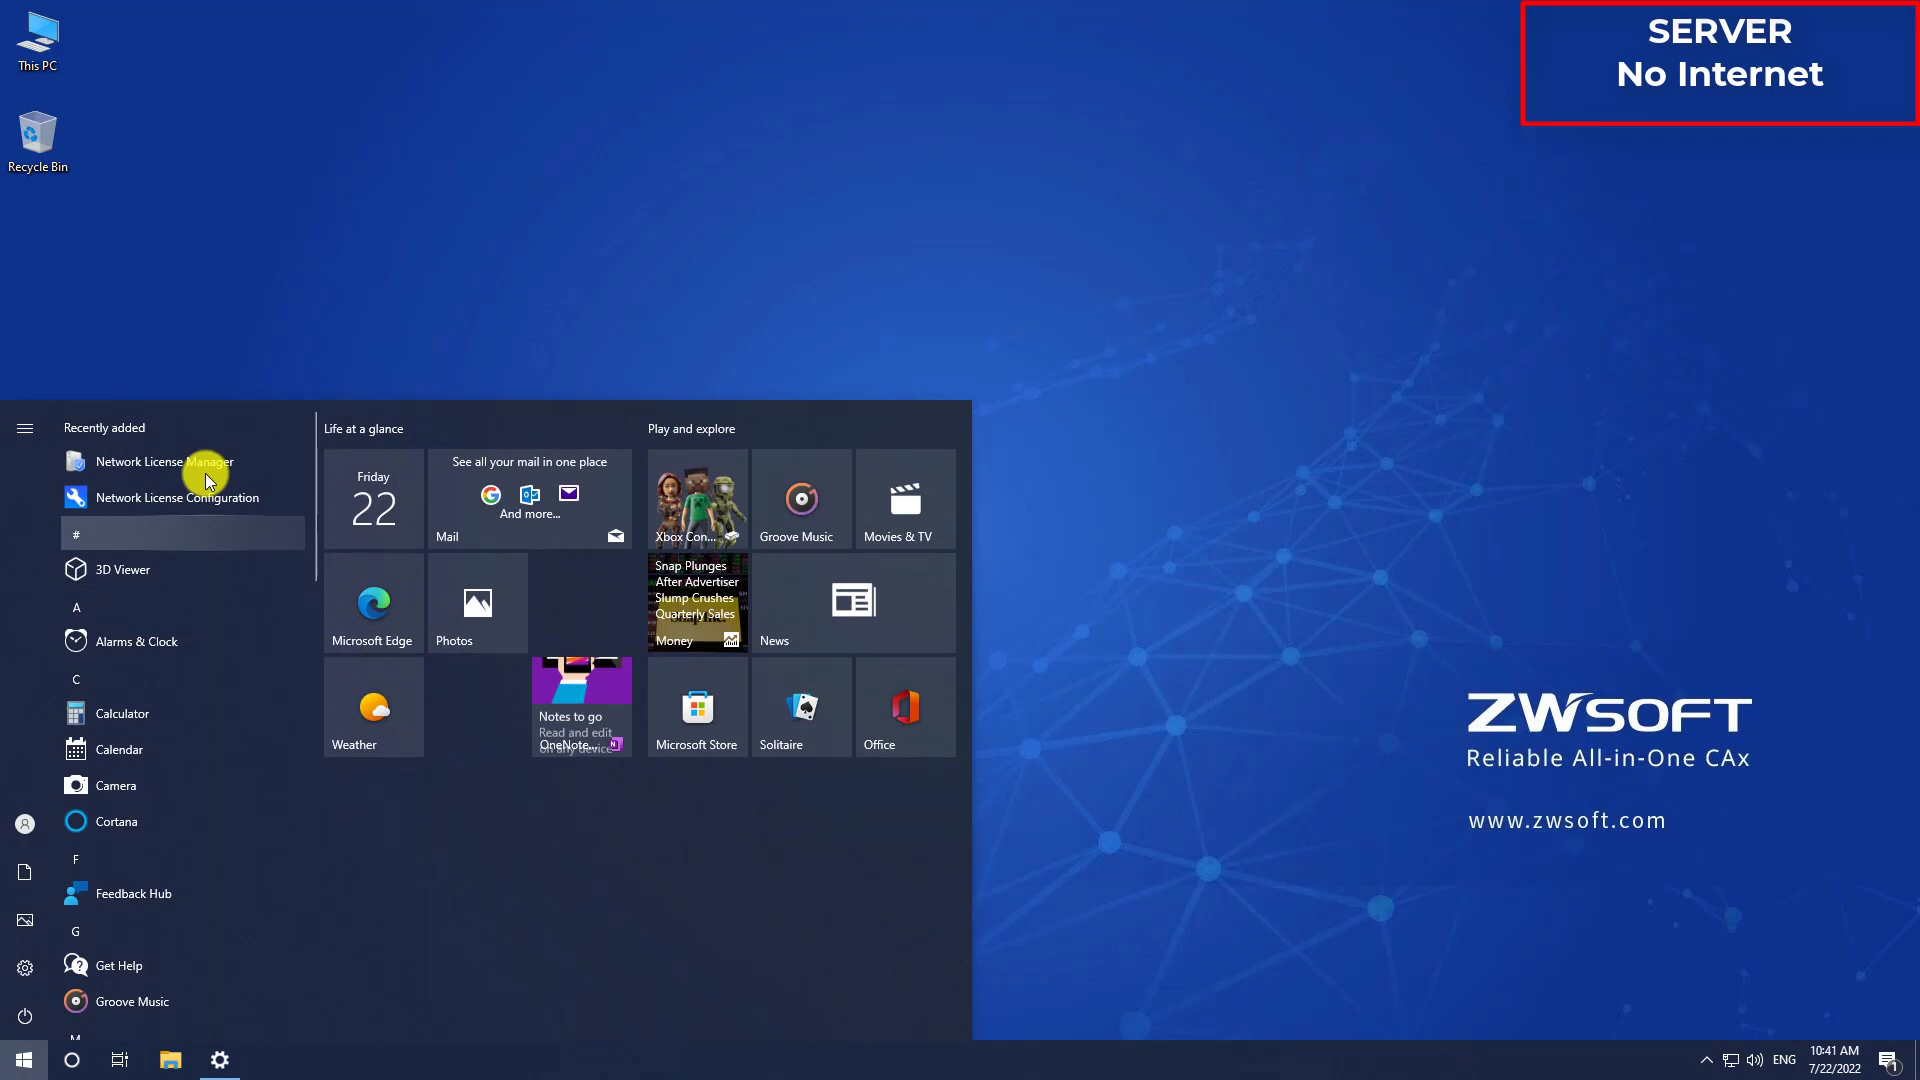 This PC
Recycle Bin
SERVER
No Internet
Recently added
Network License Manager
Network License Configuration
#
3D Viewer
A
Alarms & Clock
C
Calculator
Calendar
Camera
Cortana
F
Feedback Hub
G
Get Help
Groove Music
M
Life at a glance
Friday
22
See all your mail in one place
And more...
Mail
Microsoft Edge
Photos
Weather
Notes to go
Read and edit
on any device
OneNote...
Play and explore
Xbox Con...
Groove Music
Movies & TV
Snap Plunges
After Advertiser
Slump Crushes
Quarterly Sales
Money
News
Microsoft Store
Solitaire
Office
ZWSOFT
Reliable All-in-One CAx
www.zwsoft.com
ENG
10:41 AM
7/22/2022
1